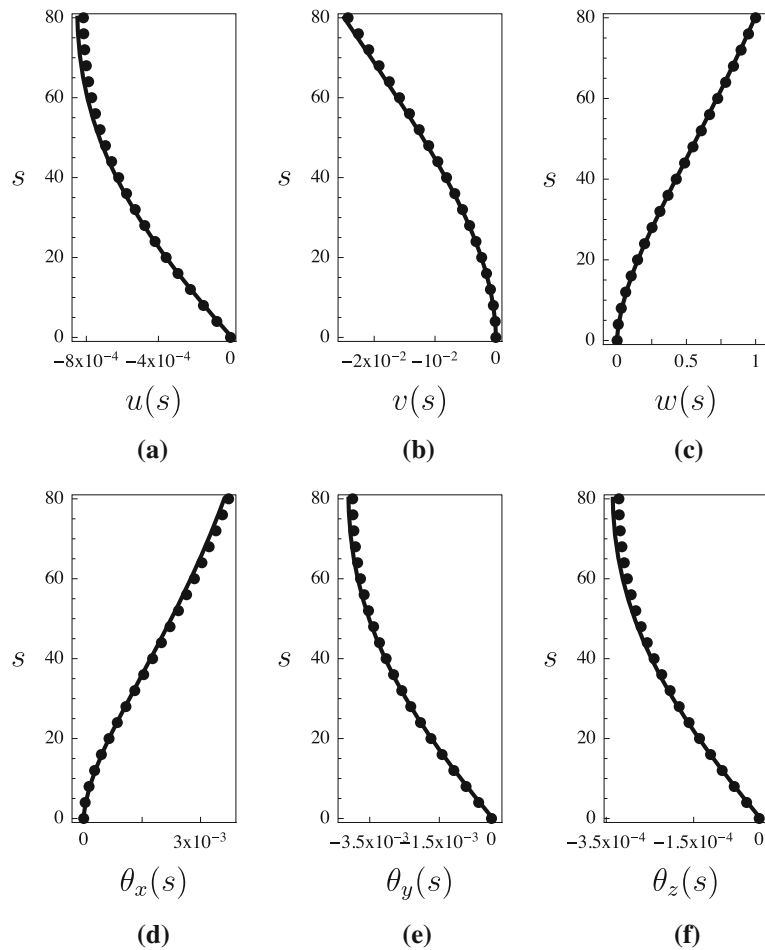 80 80 80
60 60 60
s 40 s 40 s 40
20 20 20
0 0 0
−8x10⁻⁴ −4x10⁻⁴ 0 −2x10⁻² −10⁻² 0 0 0.5 1
u(s) v(s) w(s)
(a) (b) (c)
80 80 80
60 60 60
s 40 s 40 s 40
20 20 20
0 0 0
0 3x10⁻³ −3.5x10⁻³ −1.5x10⁻³ 0 −3.5x10⁻⁴ −1.5x10⁻⁴ 0
θx(s) θy(s) θz(s)
(d) (e) (f)